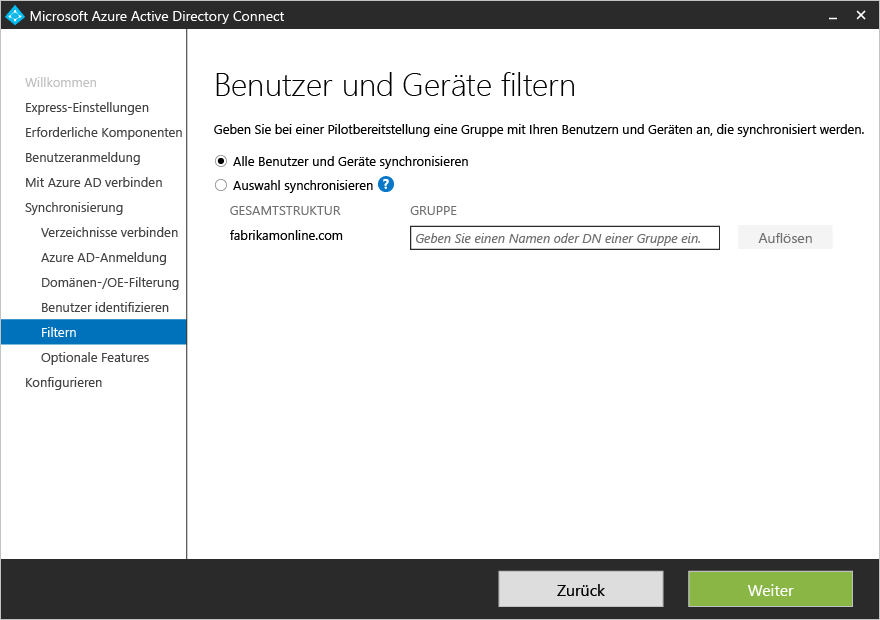 Microsoft Azure Active Directory Connect
Willkommen
Express-Einstellungen
Erforderliche Komponenten
Benutzeranmeldung
Mit Azure AD verbinden
Synchronisierung
Verzeichnisse verbinden
Azure AD-Anmeldung
Domänen-/OE-Filterung
Benutzer identifizieren
Filtern
Optionale Features
Konfigurieren
Benutzer und Geräte filtern
Geben Sie bei einer Pilotbereitstellung eine Gruppe mit Ihren Benutzern und Geräten an, die synchronisiert werden.
Alle Benutzer und Geräte synchronisieren
Auswahl synchronisieren ?
GESAMTSTRUKTUR GRUPPE
fabrikamonline.com Geben Sie einen Namen oder DN einer Gruppe ein. Auflösen
Zurück Weiter